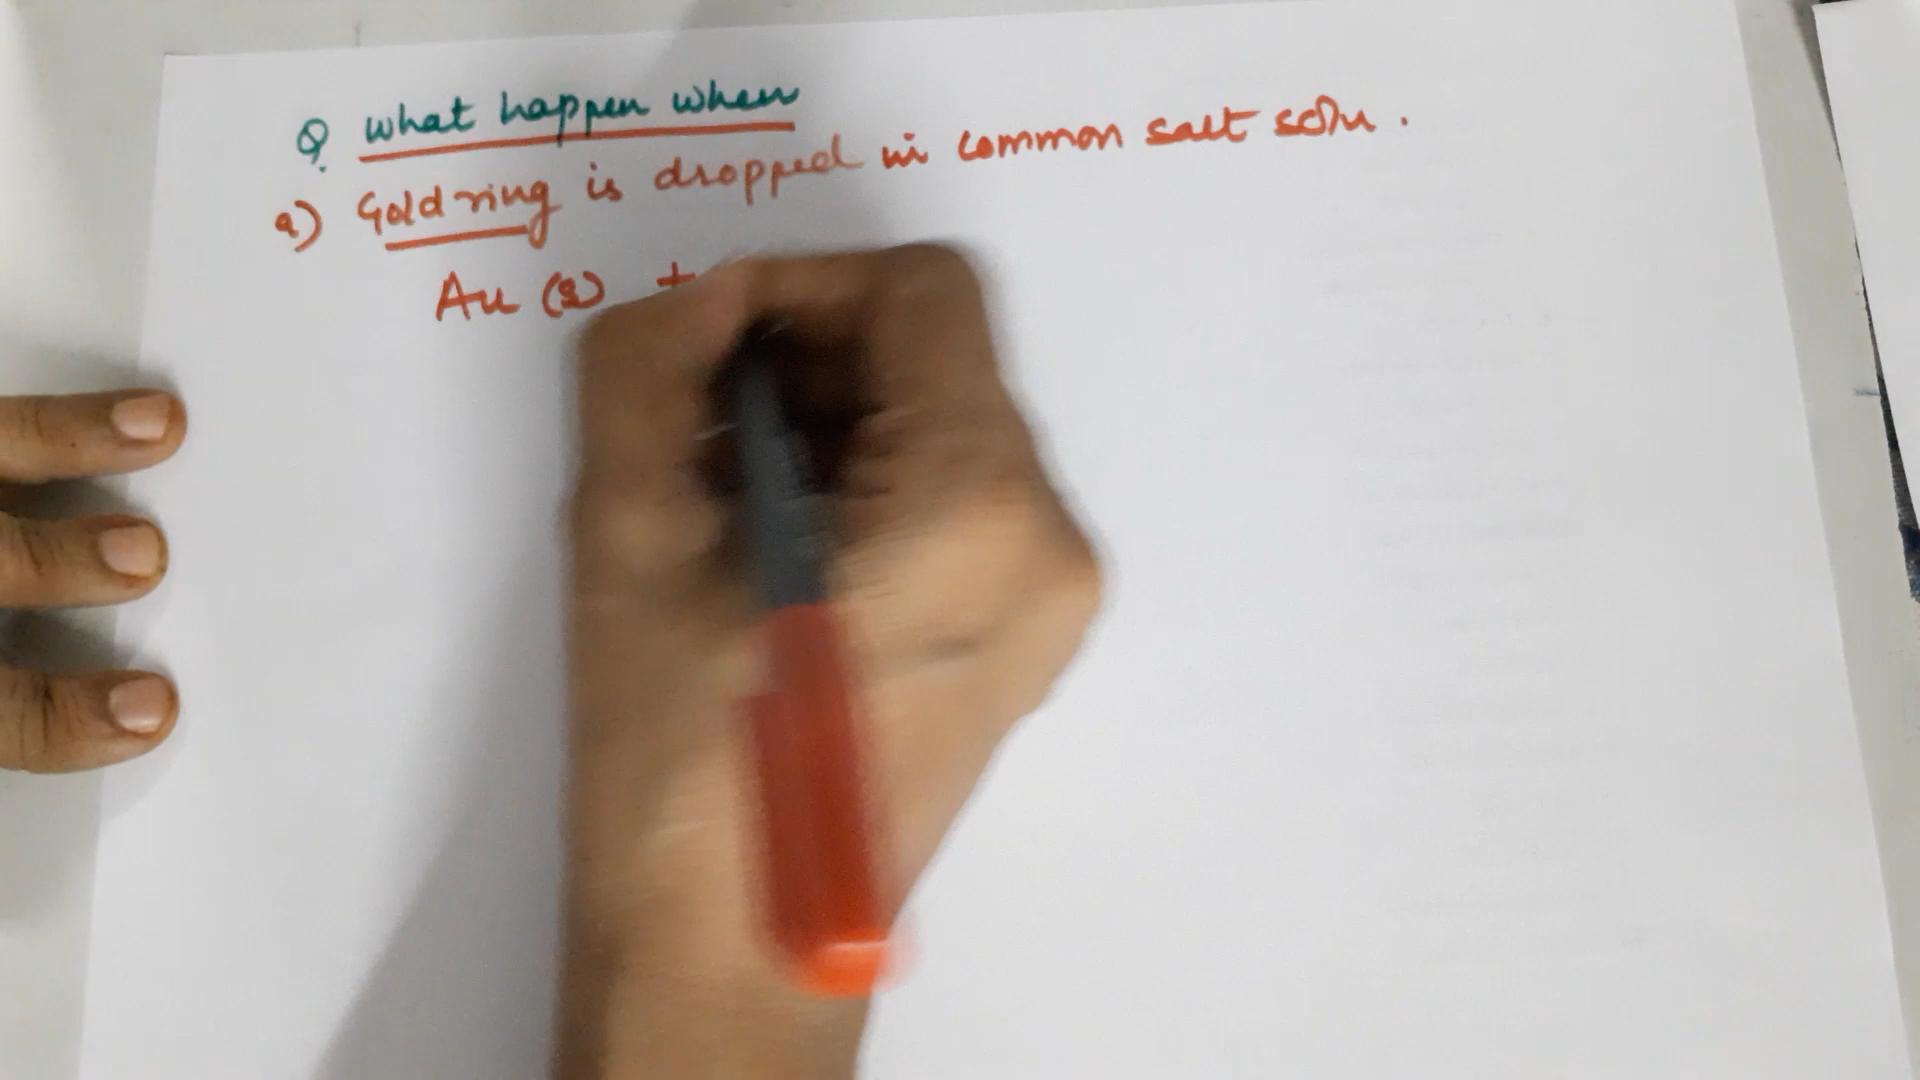 Q. what happen when
a) Gold ring is dropped in common salt soln.
Au (s) +